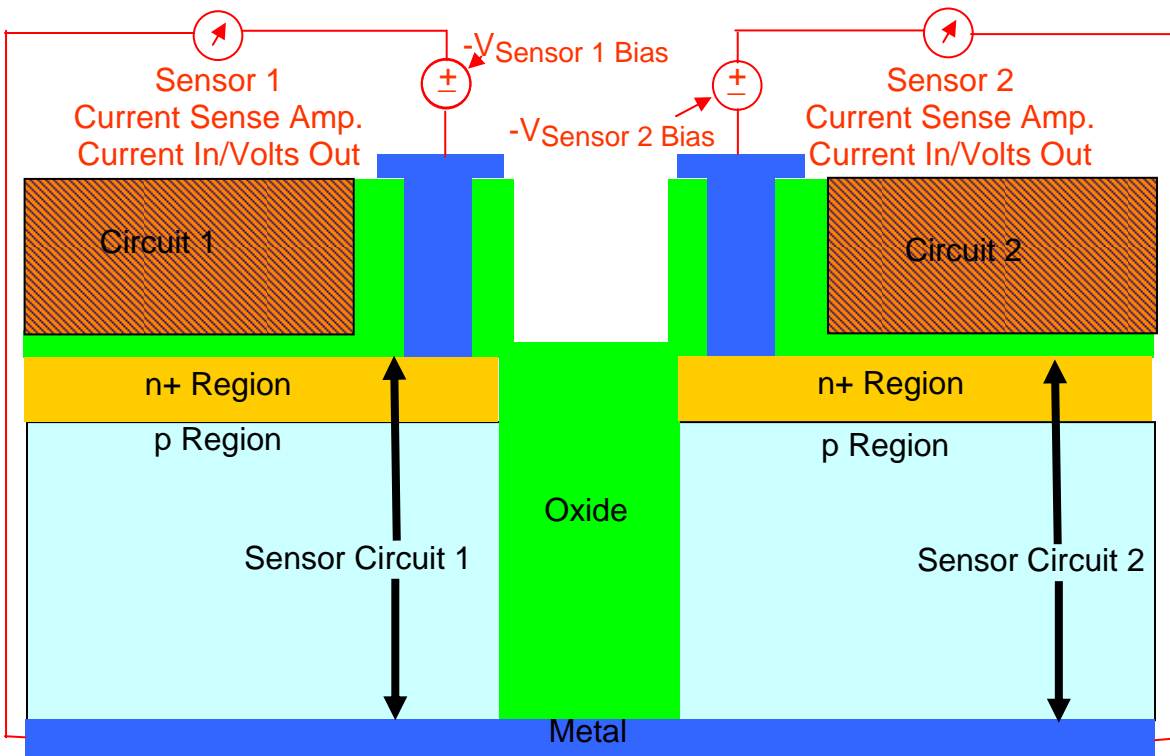 -VSensor 1 Bias
Sensor 1
Current Sense Amp.
Current In/Volts Out
+
-
+
-
-VSensor 2 Bias
Sensor 2
Current Sense Amp.
Current In/Volts Out
Circuit 1
Circuit 2
n+ Region
n+ Region
p Region
p Region
Oxide
Sensor Circuit 1
Sensor Circuit 2
Metal